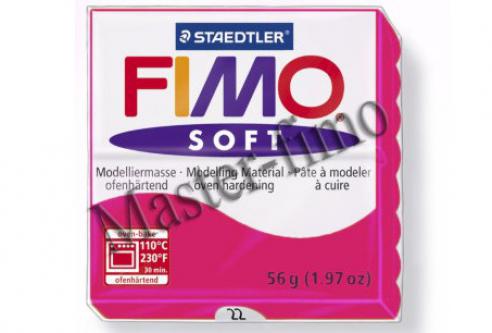 STAEDTLER®
FIMO®
SOFT
Modelliermasse · Modelling Material · Pâte à modeler
ofenhärtend oven hardening à cuire
Master-fimo
oven-bake
110°C
230°F
30 min.
ofenhärtend
56 g (1.97 oz)
22